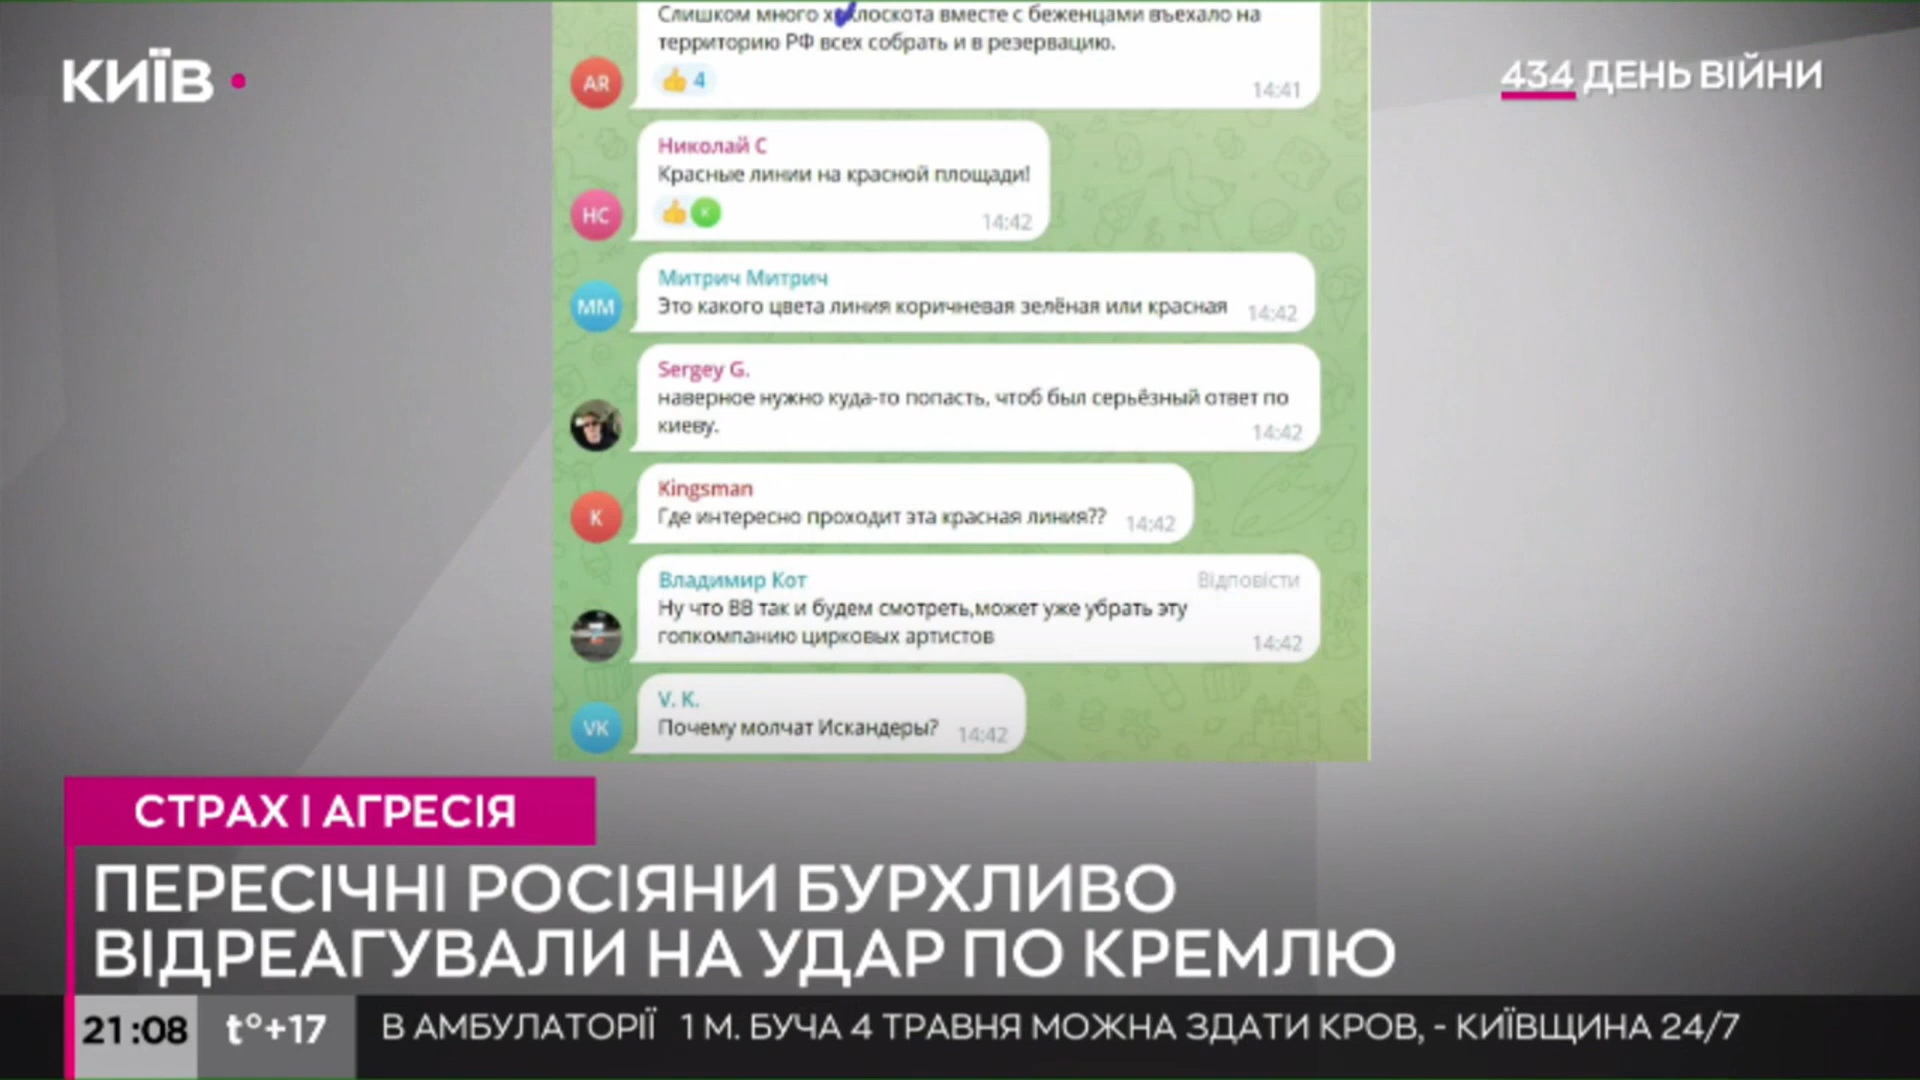 КИЇВ
434 ДЕНЬ ВІЙНИ
Слишком много х лоскота вместе с беженцами въехало на
территорию РФ всех собрать и в резервацию.
AR
👍 4
14:41
Николай С
Красные линии на красной площади!
НС
👍 K
14:42
Митрич Митрич
ММ
Это какого цвета линия коричневая зелёная или красная 14:42
Sergey G.
наверное нужно куда-то попасть, чтоб был серьёзный ответ по
киеву.
14:42
Kingsman
K
Где интересно проходит эта красная линия?? 14:42
Владимир Кот
Відповісти
Ну что ВВ так и будем смотреть,может уже убрать эту
гопкомпанию цирковых артистов
14:42
V. K.
VK
Почему молчат Искандеры? 14:42
СТРАХ І АГРЕСІЯ
ПЕРЕСІЧНІ РОСІЯНИ БУРХЛИВО
ВІДРЕАГУВАЛИ НА УДАР ПО КРЕМЛЮ
21:08
t°+17
В АМБУЛАТОРІЇ 1 М. БУЧА 4 ТРАВНЯ МОЖНА ЗДАТИ КРОВ, - КИЇВЩИНА 24/7